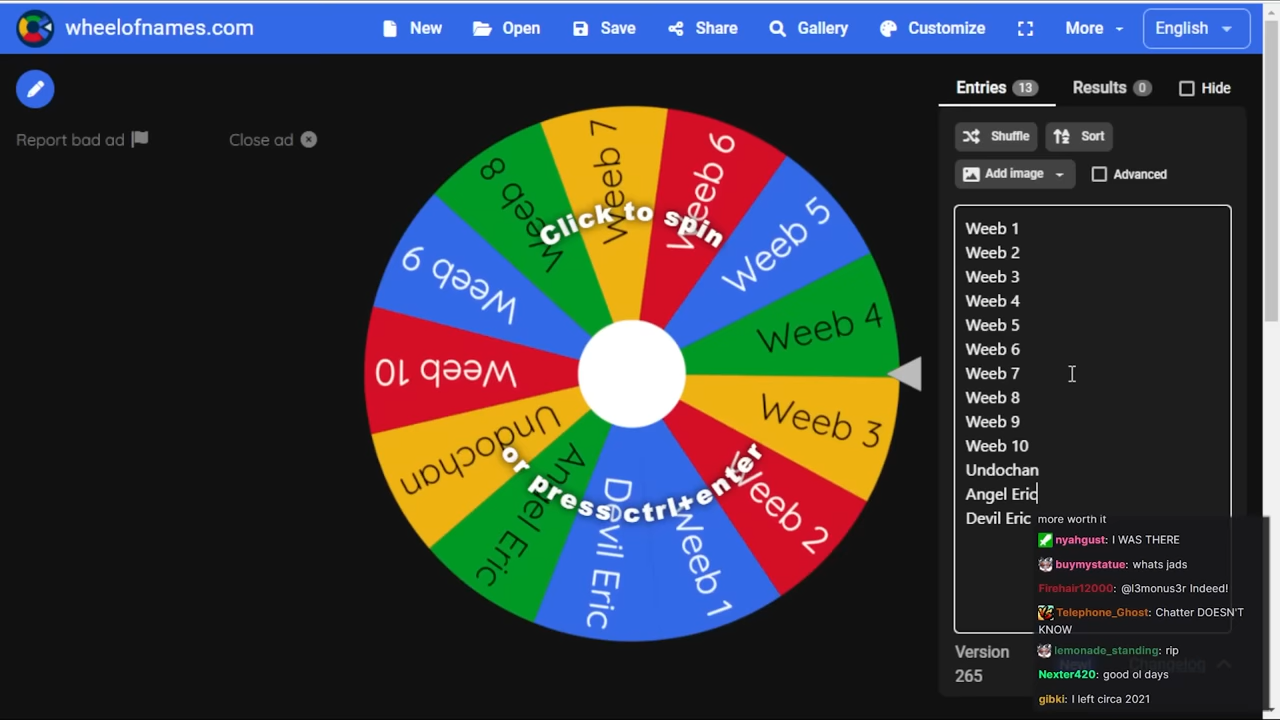 wheelofnames.com
New
Open
Save
Share
Gallery
Customize
More
English
Report bad ad
Close ad
Entries 13
Results 0
Hide
Shuffle
Sort
Add image
Advanced
Weeb 1
Weeb 2
Weeb 3
Weeb 4
Weeb 5
Weeb 6
Weeb 7
Weeb 8
Weeb 9
Weeb 10
Undochan
Angel Eric
Devil Eric
Click to spin
or press ctrl+enter
Weeb 7
Weeb 6
Weeb 5
Weeb 4
Weeb 3
Weeb 2
Weeb 1
Devil Eric
Angel Eric
Undochan
Weeb 10
Weeb 9
Weeb 8
more worth it
nyahgust: I WAS THERE
buymystatue: whats jads
Firehair12000: @l3monus3r Indeed!
Telephone_Ghost: Chatter DOESN'T
KNOW
lemonade_standing: rip
Nexter420: good ol days
gibki: I left circa 2021
Version
265
New!
Changelog